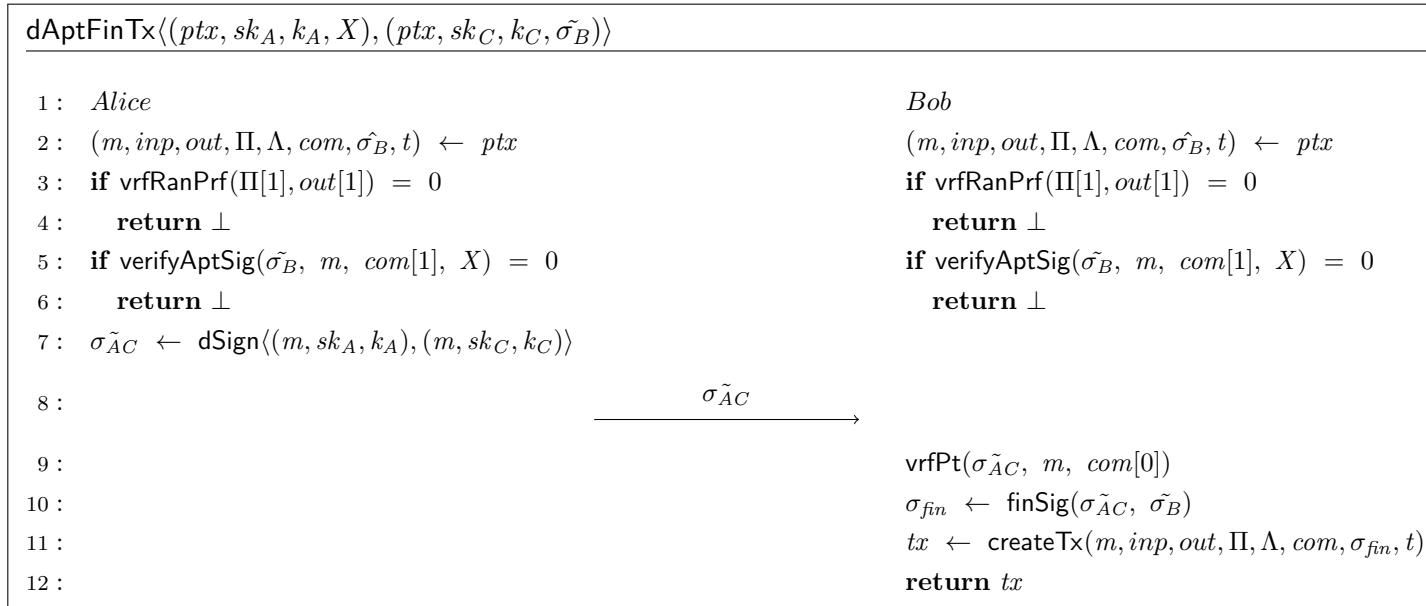 dAptFinTx⟨(ptx, sk_A, k_A, X), (ptx, sk_C, k_C, σ̃_B)⟩
1 : Alice Bob
2 : (m, inp, out, Π, Λ, com, σ̂_B, t) ← ptx (m, inp, out, Π, Λ, com, σ̂_B, t) ← ptx
3 : if vrfRanPrf(Π[1], out[1]) = 0 if vrfRanPrf(Π[1], out[1]) = 0
4 : return ⊥ return ⊥
5 : if verifyAptSig(σ̃_B, m, com[1], X) = 0 if verifyAptSig(σ̃_B, m, com[1], X) = 0
6 : return ⊥ return ⊥
7 : σ̃_AC ← dSign⟨(m, sk_A, k_A), (m, sk_C, k_C)⟩
8 : σ̃_AC
9 : vrfPt(σ̃_AC, m, com[0])
10 : σ_fin ← finSig(σ̃_AC, σ̃_B)
11 : tx ← createTx(m, inp, out, Π, Λ, com, σ_fin, t)
12 : return tx